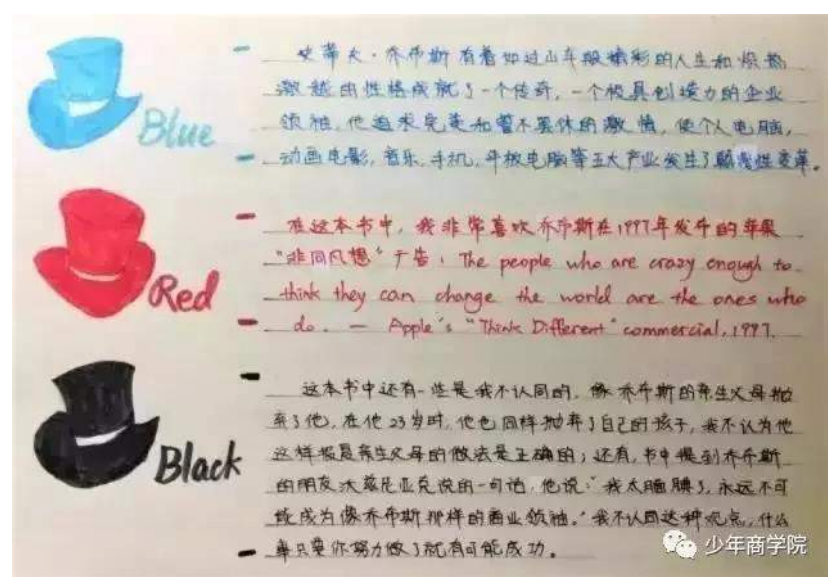 Blue
史蒂夫·乔布斯有着如过山车般精彩的人生和炽热
激越的性格成就了一个传奇，一个极具创造力的企业
领袖，他追求完美和誓不罢休的激情，使个人电脑，
动画电影，音乐，手机，平板电脑等五大产业发生了颠覆性变革。
Red
在这本书中，我非常喜欢乔布斯在1997年发布的苹果
“非同凡想”广告：The people who are crazy enough to
think they can change the world are the ones who
do. — Apple's "Think Different" commercial, 1997.
Black
这本书中还有一些是我不认同的，像乔布斯的亲生父母抛
弃了他，在他23岁时，他也同样抛弃了自己的孩子，我不认为他
这样报复亲生父母的做法是正确的；还有，书中提到乔布斯
的朋友沃兹尼亚克说的一句话，他说：“我太腼腆了，永远不可
能成为像乔布斯那样的商业领袖。”我不认同这种观点，什么
事只要你努力做了就有可能成功。
少年商学院